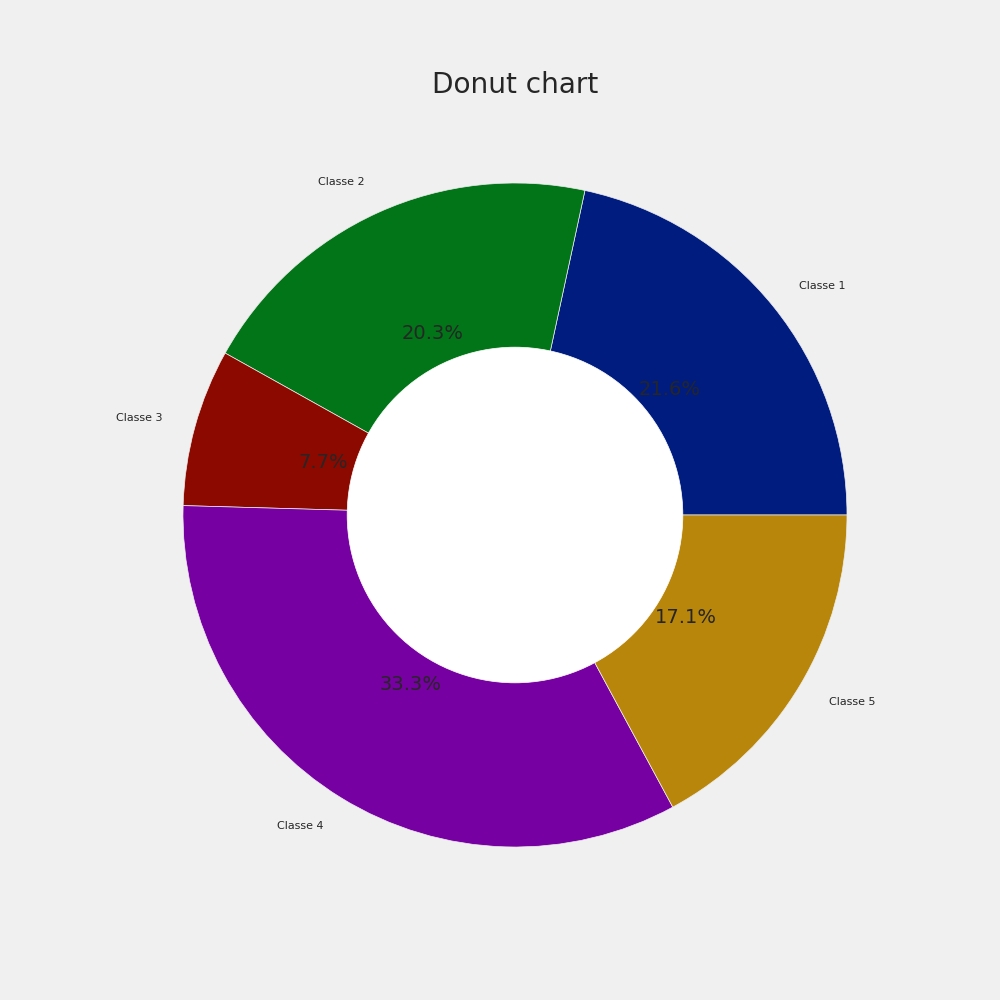 Donut chart
Classe 2
Classe 1
20.3%
21.6%
Classe 3
7.7%
17.1%
33.3%
Classe 5
Classe 4